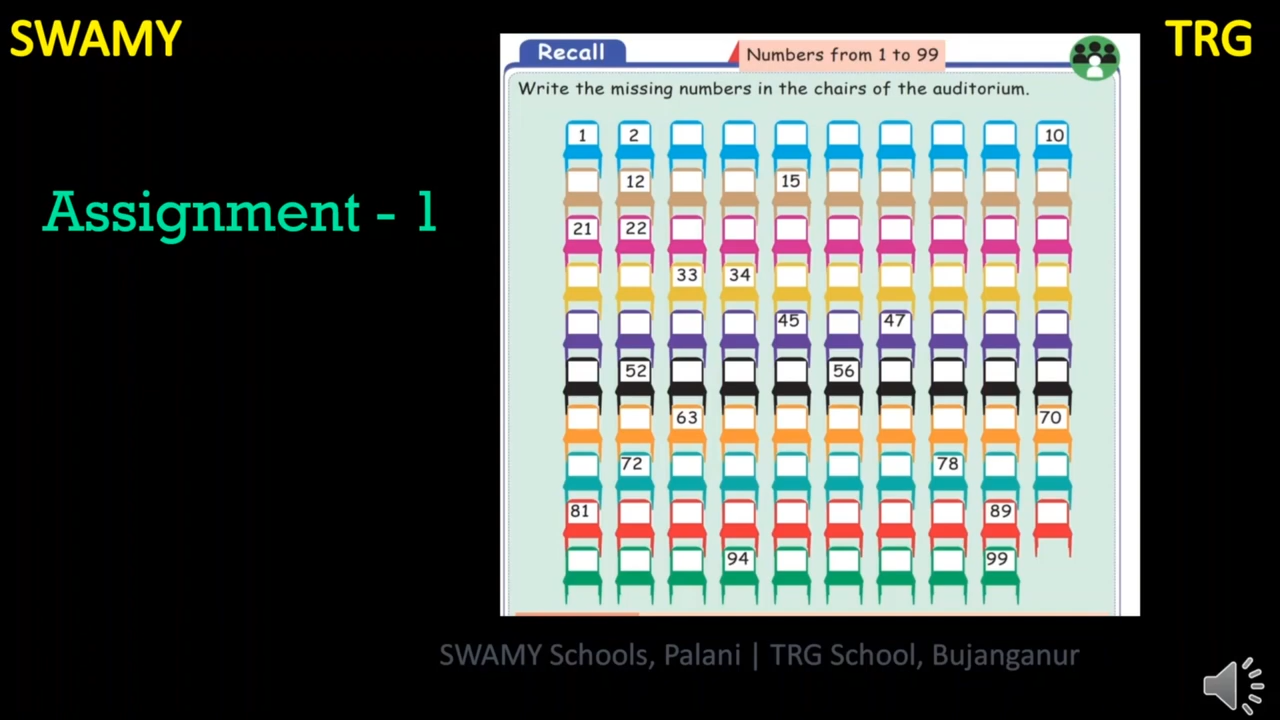 SWAMY
TRG
Recall
Numbers from 1 to 99
Write the missing numbers in the chairs of the auditorium.
1 2 10
12 15
21 22
33 34
45 47
52 56
63 70
72 78
81 89
94 99
Assignment - 1
SWAMY Schools, Palani | TRG School, Bujanganur